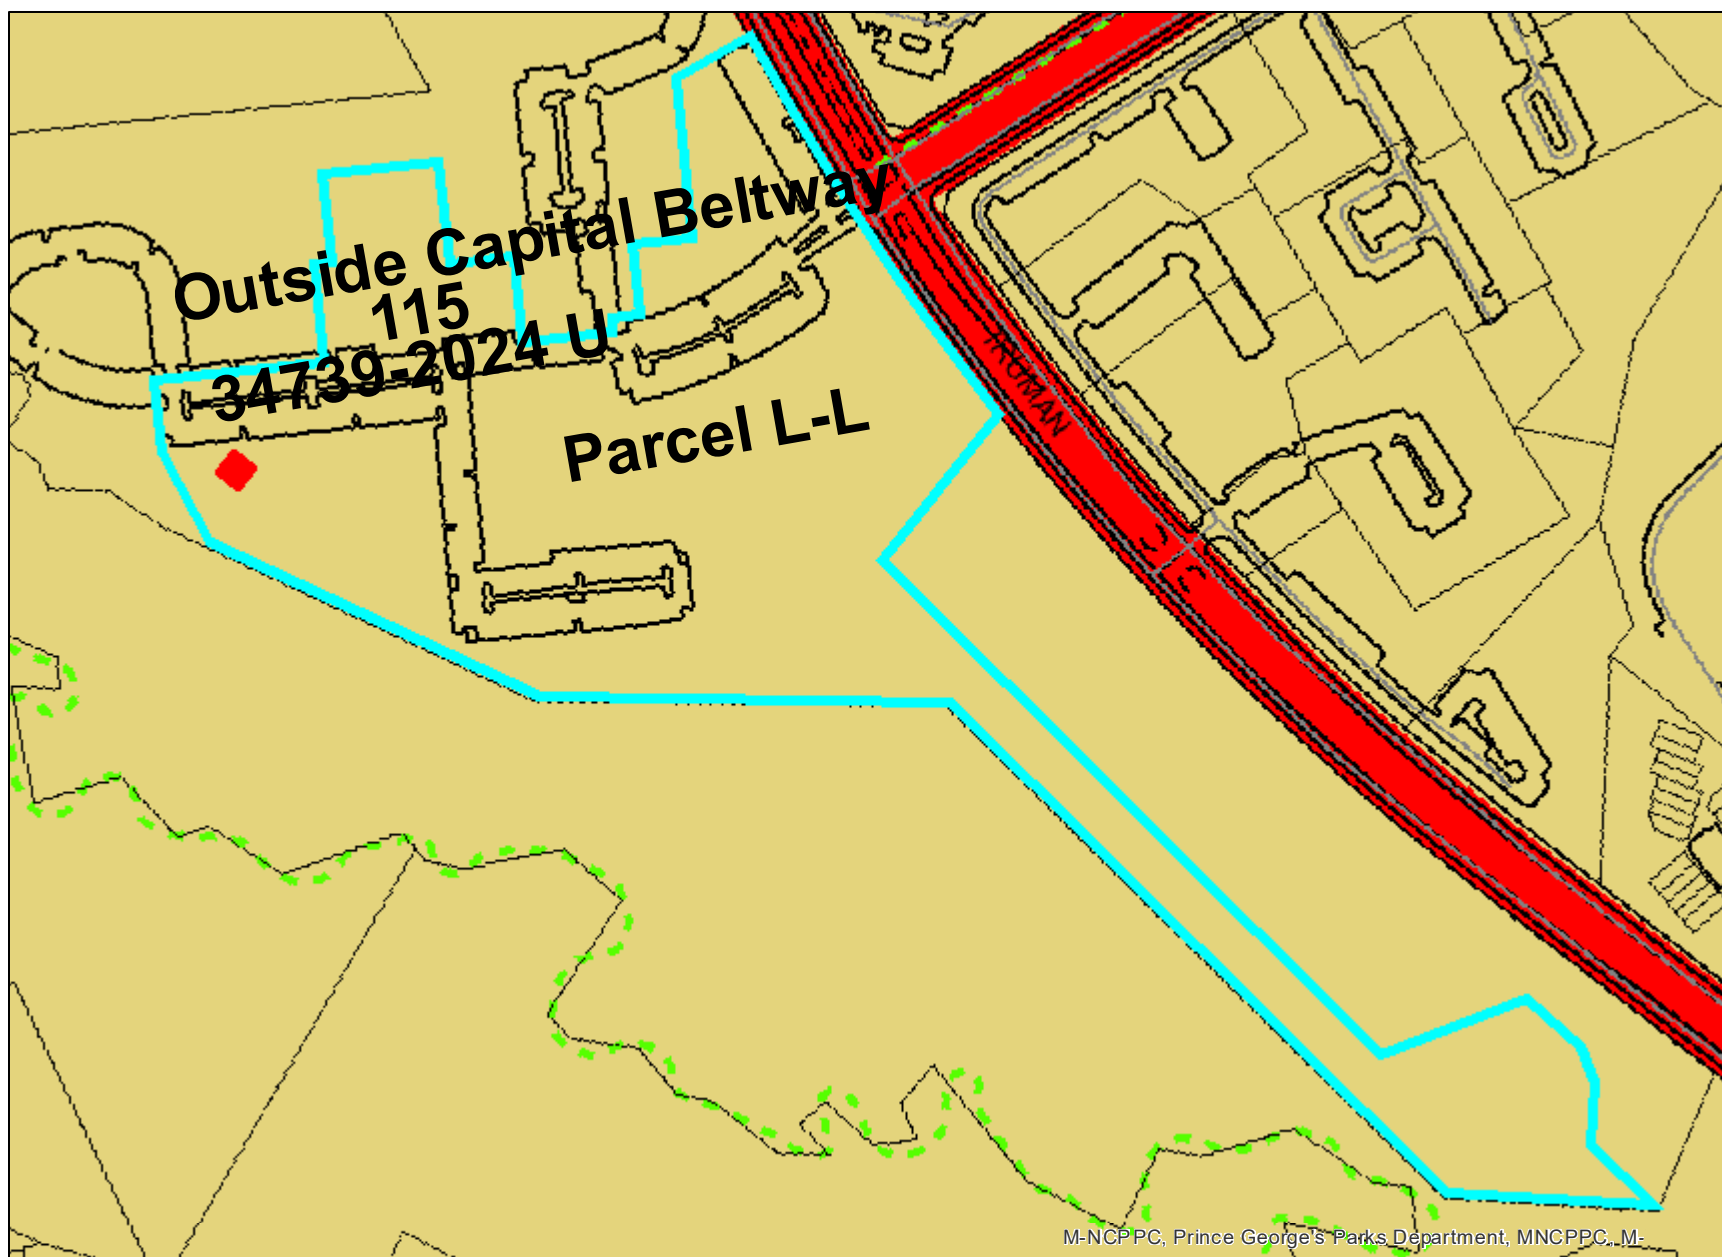 Outside Capital Beltway
115
34739-2024 U
Parcel L-L
TRUMAN
M-NCPPC, Prince George's Parks Department, MNCPPC, M-